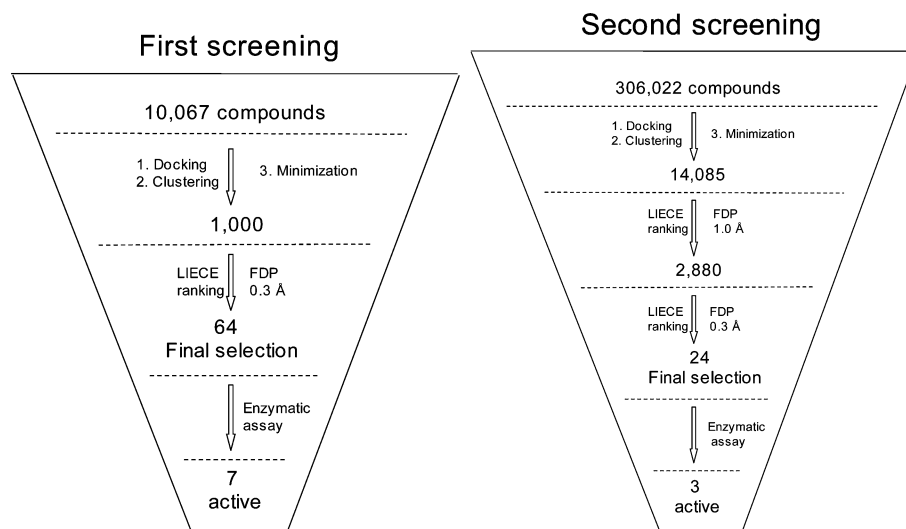 First screening
10,067 compounds
1. Docking
2. Clustering
3. Minimization
1,000
LIECE
ranking
FDP
0.3 Å
64
Final selection
Enzymatic
assay
7
active
Second screening
306,022 compounds
1. Docking
2. Clustering
3. Minimization
14,085
LIECE
ranking
FDP
1.0 Å
2,880
LIECE
ranking
FDP
0.3 Å
24
Final selection
Enzymatic
assay
3
active